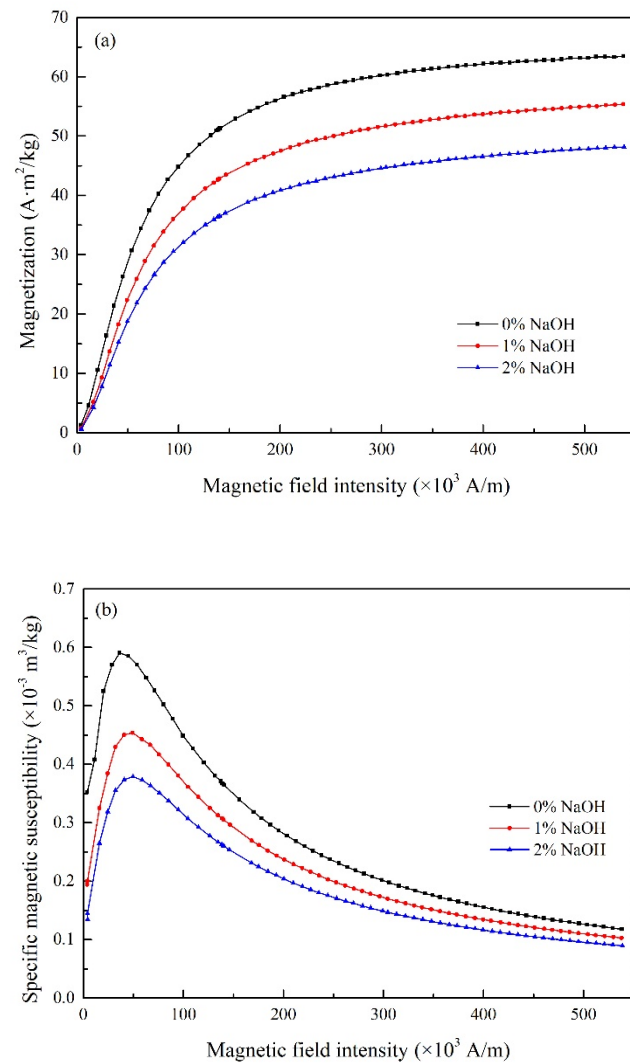 (a)
Magnetization (A·m²/kg)
70
60
50
40
30
20
10
0
0% NaOH
1% NaOH
2% NaOH
0 100 200 300 400 500
Magnetic field intensity (×10³ A/m)
(b)
Specific magnetic susceptibility (×10⁻³ m³/kg)
0.7
0.6
0.5
0.4
0.3
0.2
0.1
0.0
0% NaOH
1% NaOH
2% NaOH
0 100 200 300 400 500
Magnetic field intensity (×10³ A/m)